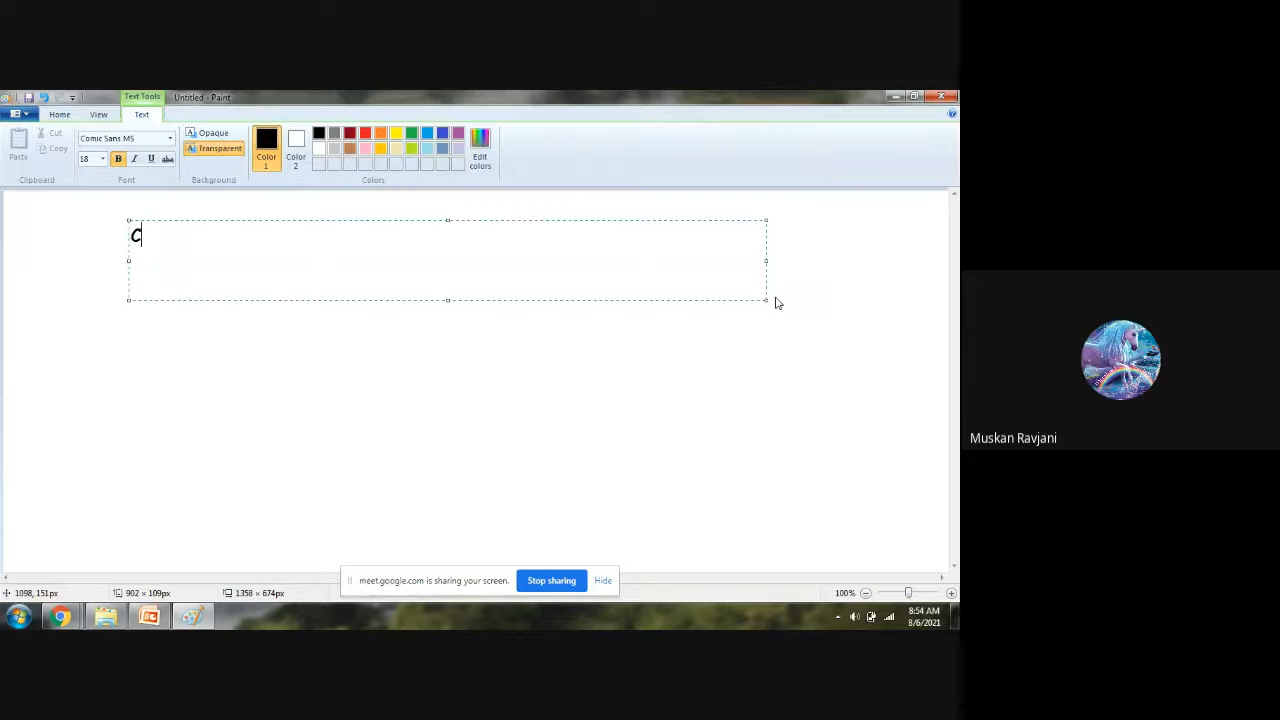 Text Tools Untitled - Paint
Home View Text
Paste Cut Copy Comic Sans MS 18 B I U abc Opaque Transparent Color 1 Color 2 Edit colors
Clipboard Font Background Colors
C
Muskan Ravjani
meet.google.com is sharing your screen. Stop sharing Hide
1098, 151px 902 × 109px 1358 × 674px 100%
8:54 AM
8/6/2021